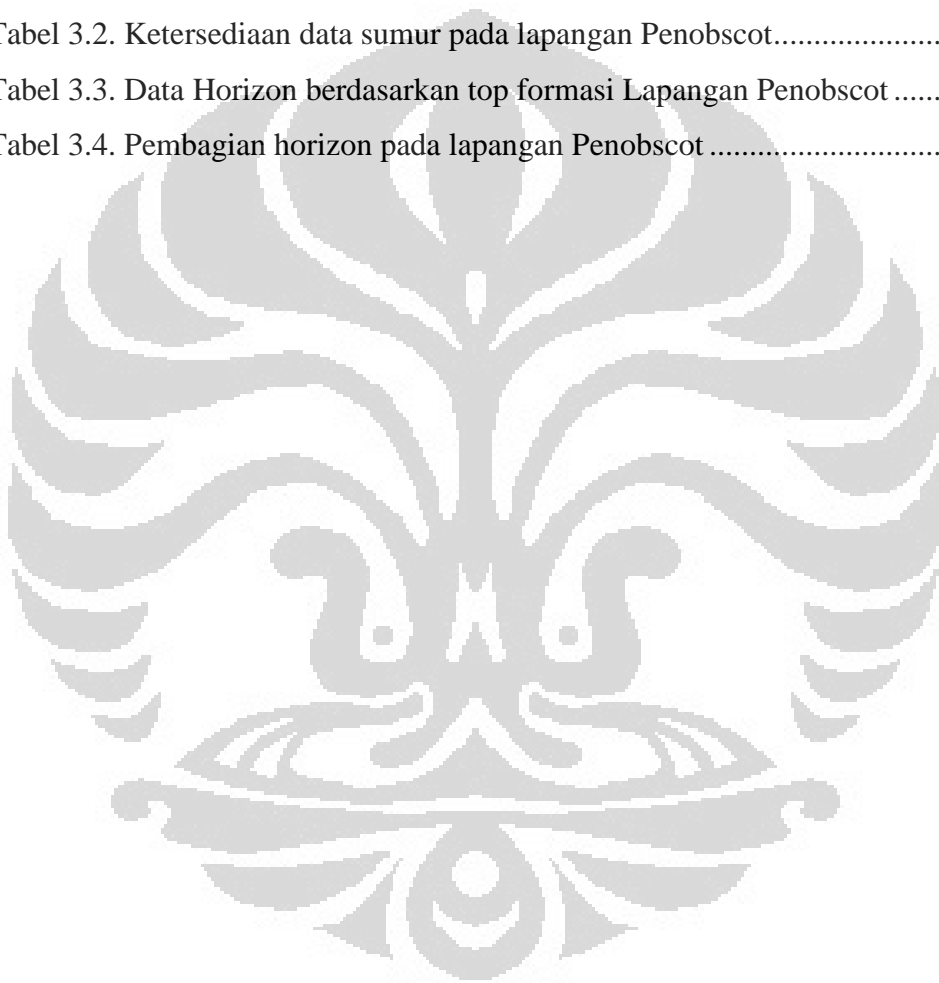 Tabel 3.2. Ketersediaan data sumur pada lapangan Penobscot.....................
Tabel 3.3. Data Horizon berdasarkan top formasi Lapangan Penobscot ......
Tabel 3.4. Pembagian horizon pada lapangan Penobscot .............................